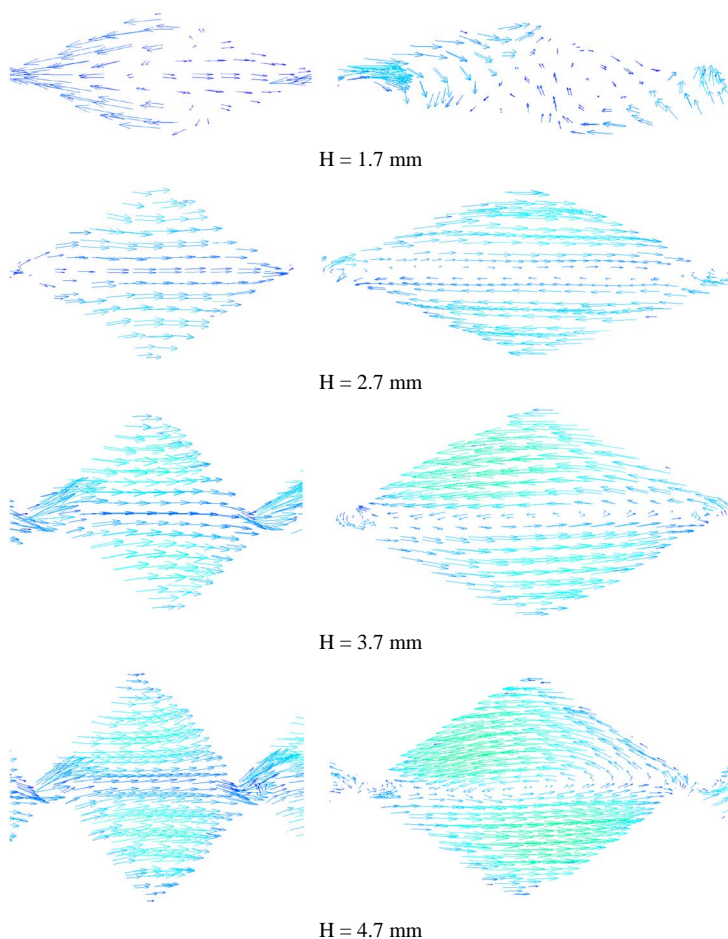 H = 1.7 mm
H = 2.7 mm
H = 3.7 mm
H = 4.7 mm